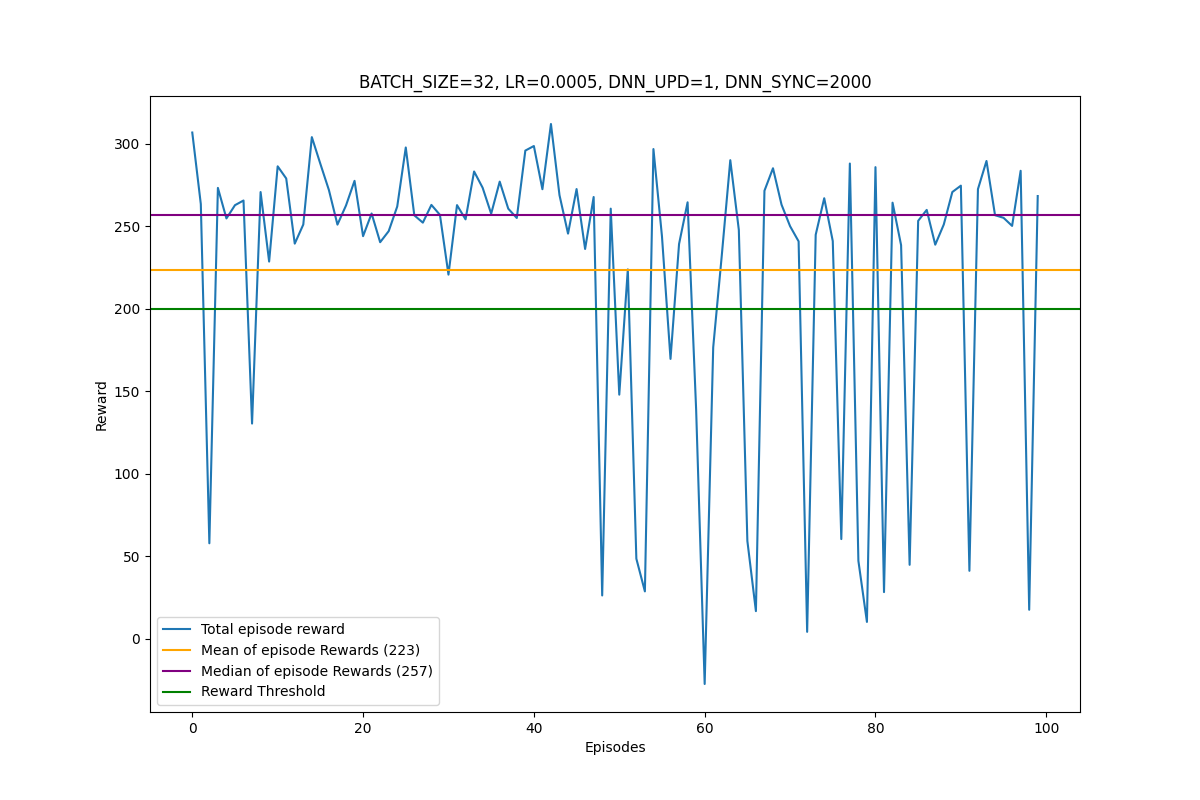 BATCH_SIZE=32, LR=0.0005, DNN_UPD=1, DNN_SYNC=2000
300
250
200
150
100
50
0
Reward
Total episode reward
Mean of episode Rewards (223)
Median of episode Rewards (257)
Reward Threshold
0 20 40 60 80 100
Episodes